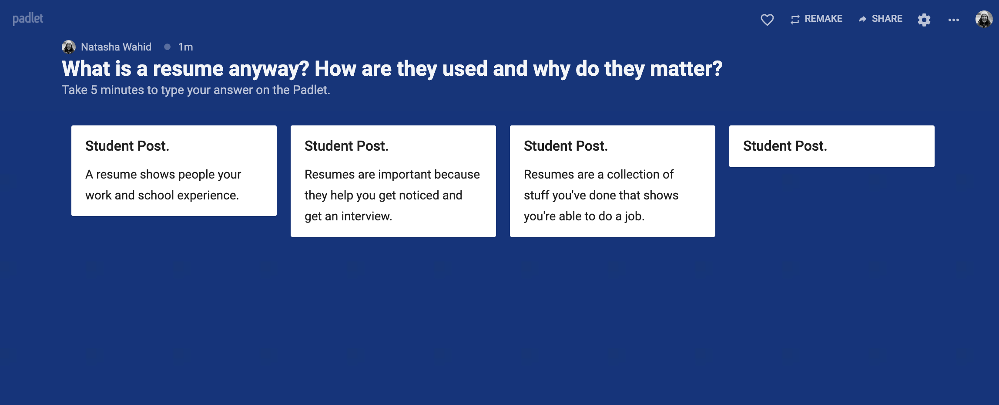 padlet
REMAKE
SHARE
Natasha Wahid
1m
What is a resume anyway? How are they used and why do they matter?
Take 5 minutes to type your answer on the Padlet.
Student Post.
A resume shows people your
work and school experience.
Student Post.
Resumes are important because
they help you get noticed and
get an interview.
Student Post.
Resumes are a collection of
stuff you've done that shows
you're able to do a job.
Student Post.